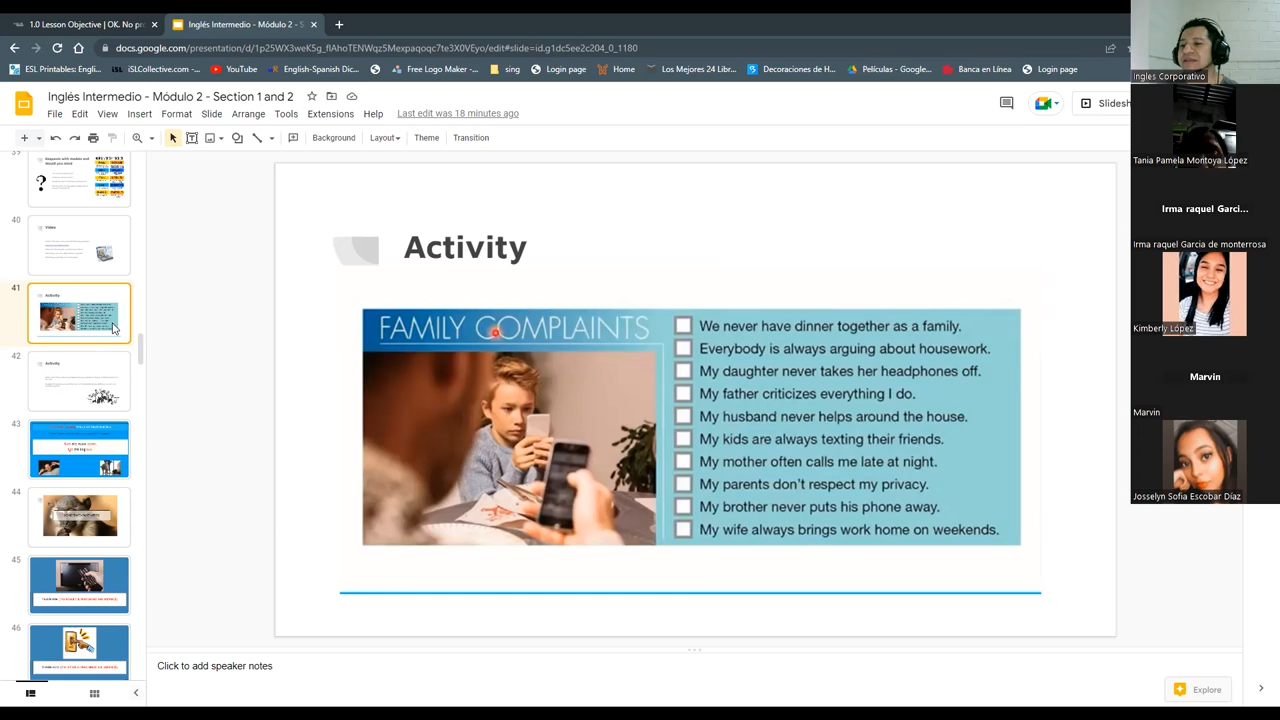 1.0 Lesson Objective | OK. No pro
Inglés Intermedio - Módulo 2 - S
docs.google.com/presentation/d/1p25WX3weK5g_flAhoTENWqz5Mexpaqoqc7te3X0VEyo/edit#slide=id.g1dc5ee2c204_0_1180
ESL Printables: Engli...
iSLCollective.com -...
YouTube
English-Spanish Dic...
Free Logo Maker -...
sing
Login page
Home
Los Mejores 24 Libr...
Decoraciones de H...
Películas - Google...
Banca en Línea
Login page
Inglés Intermedio - Módulo 2 - Section 1 and 2
File Edit View Insert Format Slide Arrange Tools Extensions Help Last edit was 18 minutes ago
Slidesh
Background Layout Theme Transition
39
40
Video
41
Activity
42
Activity
43
44
45
46
Activity
FAMILY COMPLAINTS
We never have dinner together as a family.
Everybody is always arguing about housework.
My daughter never takes her headphones off.
My father criticizes everything I do.
My husband never helps around the house.
My kids are always texting their friends.
My mother often calls me late at night.
My parents don't respect my privacy.
My brother never puts his phone away.
My wife always brings work home on weekends.
Click to add speaker notes
Explore
Ingles Corporativo
Tania Pamela Montoya López
Irma raquel Garci...
Irma raquel Garcia de monterrosa
Kimberly López
Marvin
Marvin
Josselyn Sofia Escobar Díaz